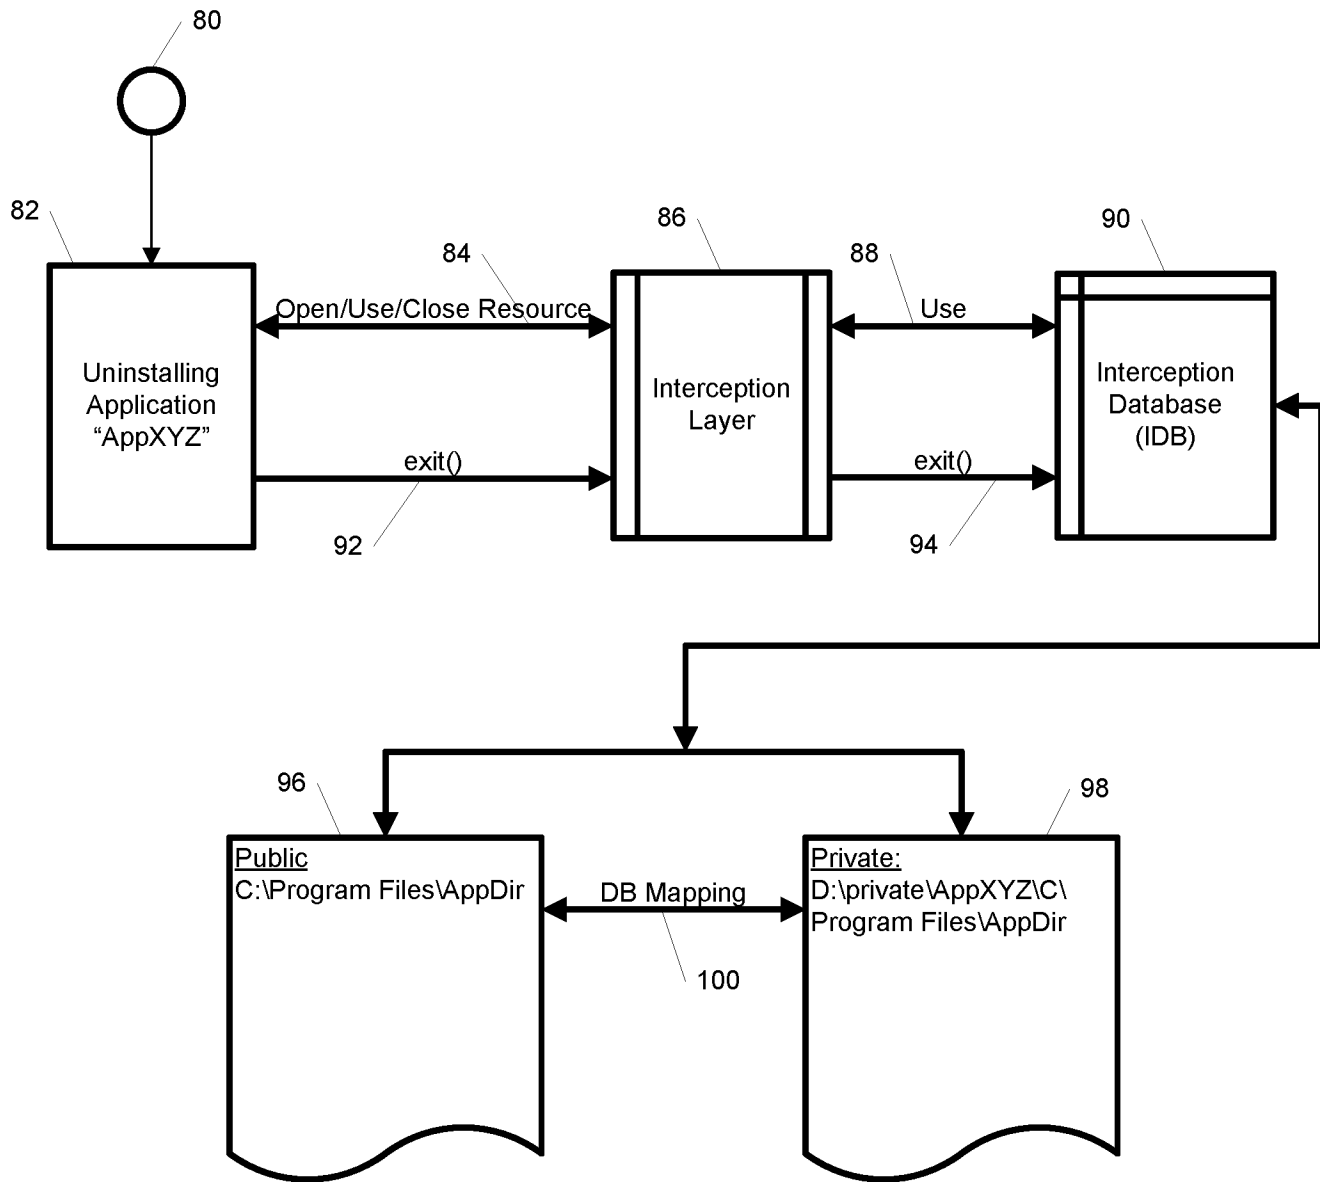 80
82
84
86
88
90
Open/Use/Close Resource
Use
Uninstalling
Application
“AppXYZ”
Interception
Layer
Interception
Database
(IDB)
exit()
exit()
92
94
96
98
Public
C:\Program Files\AppDir
DB Mapping
Private:
D:\private\AppXYZ\C\
Program Files\AppDir
100